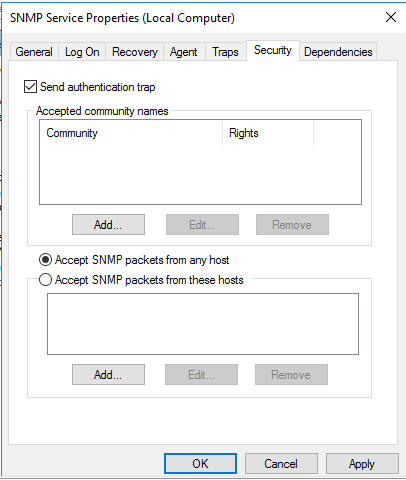 SNMP Service Properties (Local Computer)
General Log On Recovery Agent Traps Security Dependencies
Send authentication trap
Accepted community names
Community Rights
Add... Edit... Remove
Accept SNMP packets from any host
Accept SNMP packets from these hosts
Add... Edit... Remove
OK Cancel Apply